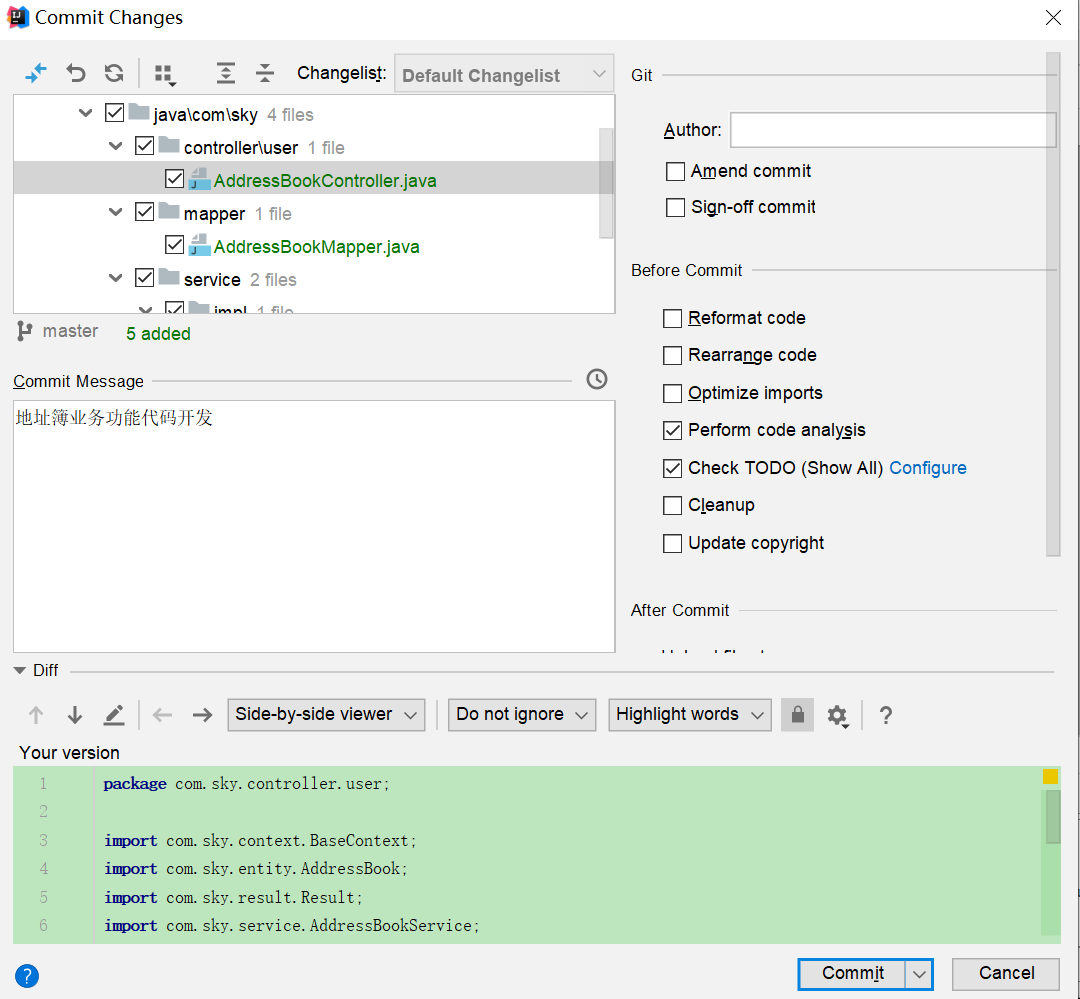 Commit Changes
Changelist: Default Changelist
java\com\sky 4 files
controller\user 1 file
AddressBookController.java
mapper 1 file
AddressBookMapper.java
service 2 files
impl 1 file
master 5 added
Commit Message
地址簿业务功能代码开发
Git
Author:
Amend commit
Sign-off commit
Before Commit
Reformat code
Rearrange code
Optimize imports
Perform code analysis
Check TODO (Show All) Configure
Cleanup
Update copyright
After Commit
Diff
Side-by-side viewer Do not ignore Highlight words ?
Your version
1 package com.sky.controller.user;
2
3 import com.sky.context.BaseContext;
4 import com.sky.entity.AddressBook;
5 import com.sky.result.Result;
6 import com.sky.service.AddressBookService;
? Commit Cancel